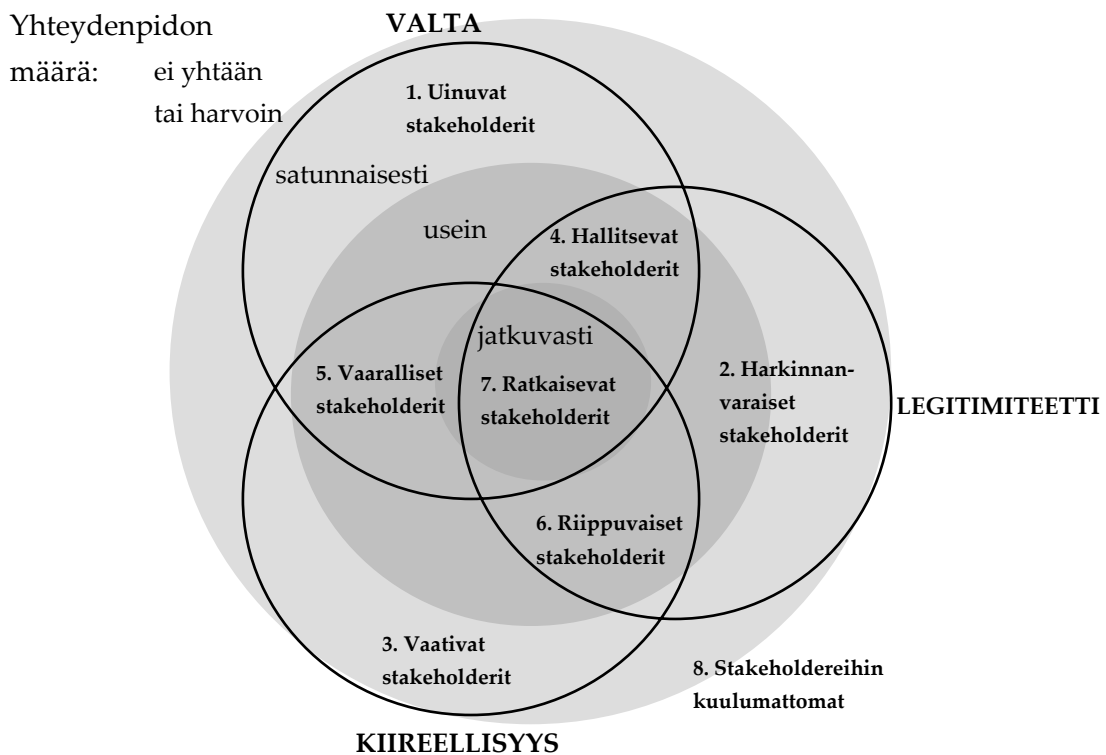 Yhteydenpidon
määrä:
ei yhtään
tai harvoin
VALTA
1. Uinuvat
stakeholderit
satunnaisesti
usein
4. Hallitsevat
stakeholderit
jatkuvasti
5. Vaaralliset
stakeholderit
7. Ratkaisevat
stakeholderit
2. Harkinnan-
varaiset
stakeholderit
LEGITIMITEETTI
6. Riippuvaiset
stakeholderit
3. Vaativat
stakeholderit
8. Stakeholdereihin
kuulumattomat
KIIREELLISYYS